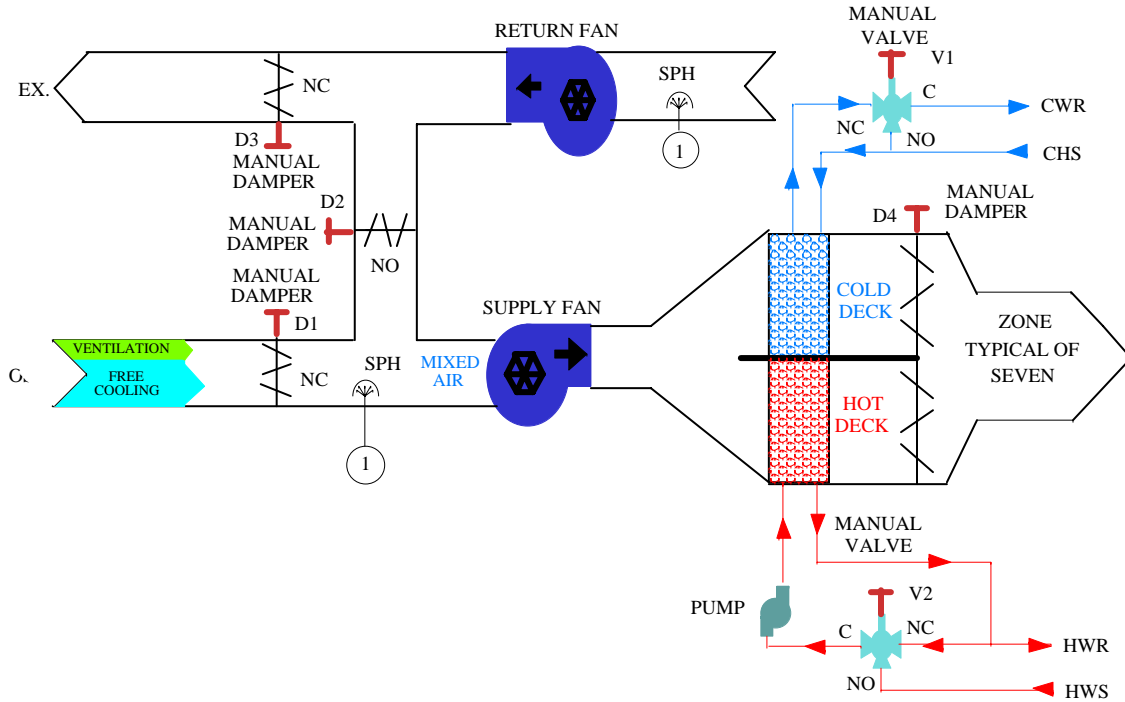 RETURN FAN
MANUAL
VALVE
V1
EX.
NC
SPH
C
CWR
NC
NO
CHS
D3
MANUAL
DAMPER
1
D2
MANUAL
DAMPER
NO
D4
MANUAL
DAMPER
MANUAL
DAMPER
D1
SUPPLY FAN
COLD
DECK
ZONE
TYPICAL OF
SEVEN
VENTILATION
FREE
COOLING
NC
SPH
MIXED
AIR
HOT
DECK
1
MANUAL
VALVE
PUMP
V2
C
NC
HWR
NO
HWS